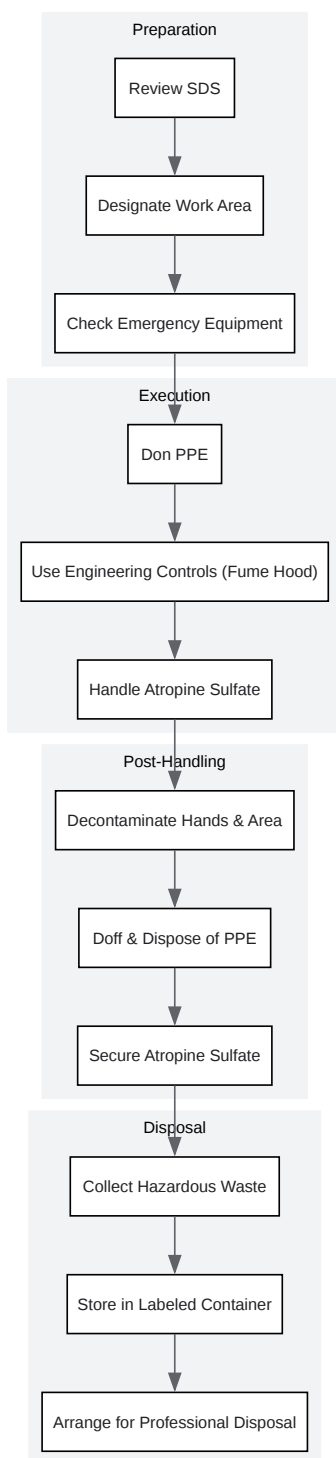 Preparation
Review SDS
Designate Work Area
Check Emergency Equipment
Execution
Don PPE
Use Engineering Controls (Fume Hood)
Handle Atropine Sulfate
Post-Handling
Decontaminate Hands & Area
Doff & Dispose of PPE
Secure Atropine Sulfate
Disposal
Collect Hazardous Waste
Store in Labeled Container
Arrange for Professional Disposal